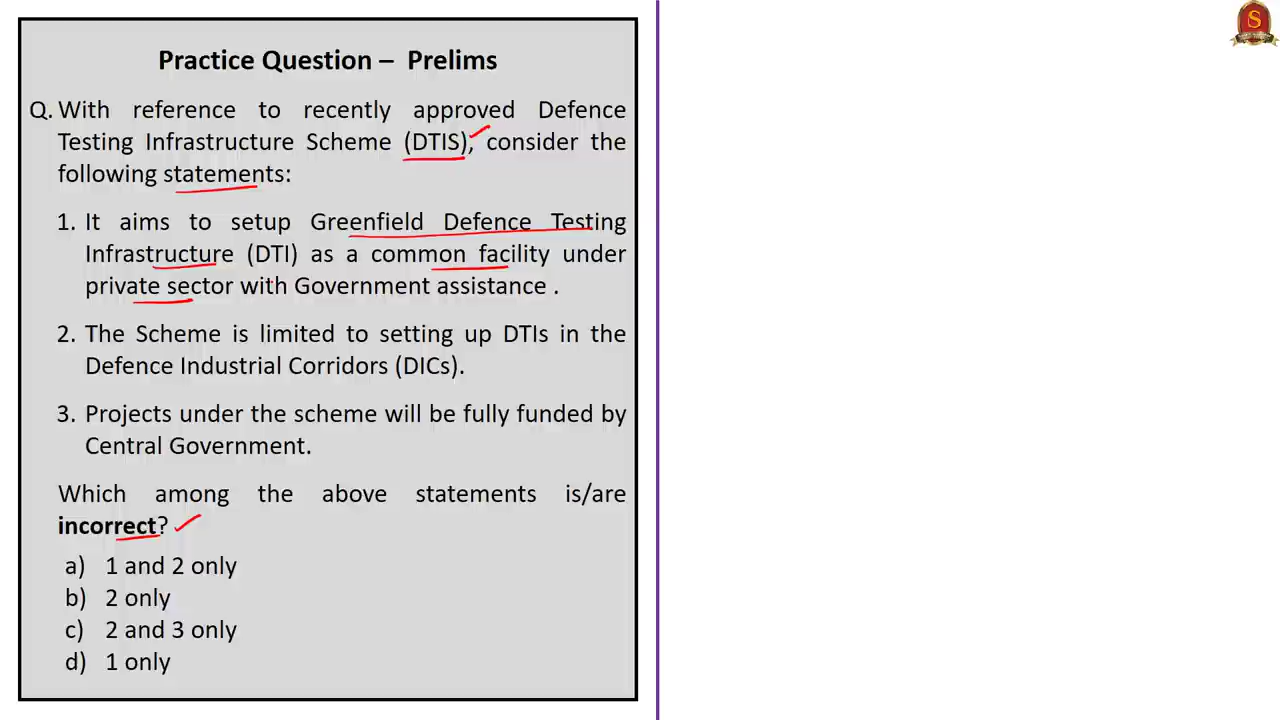 Practice Question – Prelims
Q. With reference to recently approved Defence
Testing Infrastructure Scheme (DTIS), consider the
following statements:
1. It aims to setup Greenfield Defence Testing
Infrastructure (DTI) as a common facility under
private sector with Government assistance .
2. The Scheme is limited to setting up DTIs in the
Defence Industrial Corridors (DICs).
3. Projects under the scheme will be fully funded by
Central Government.
Which among the above statements is/are
incorrect?
a) 1 and 2 only
b) 2 only
c) 2 and 3 only
d) 1 only
S